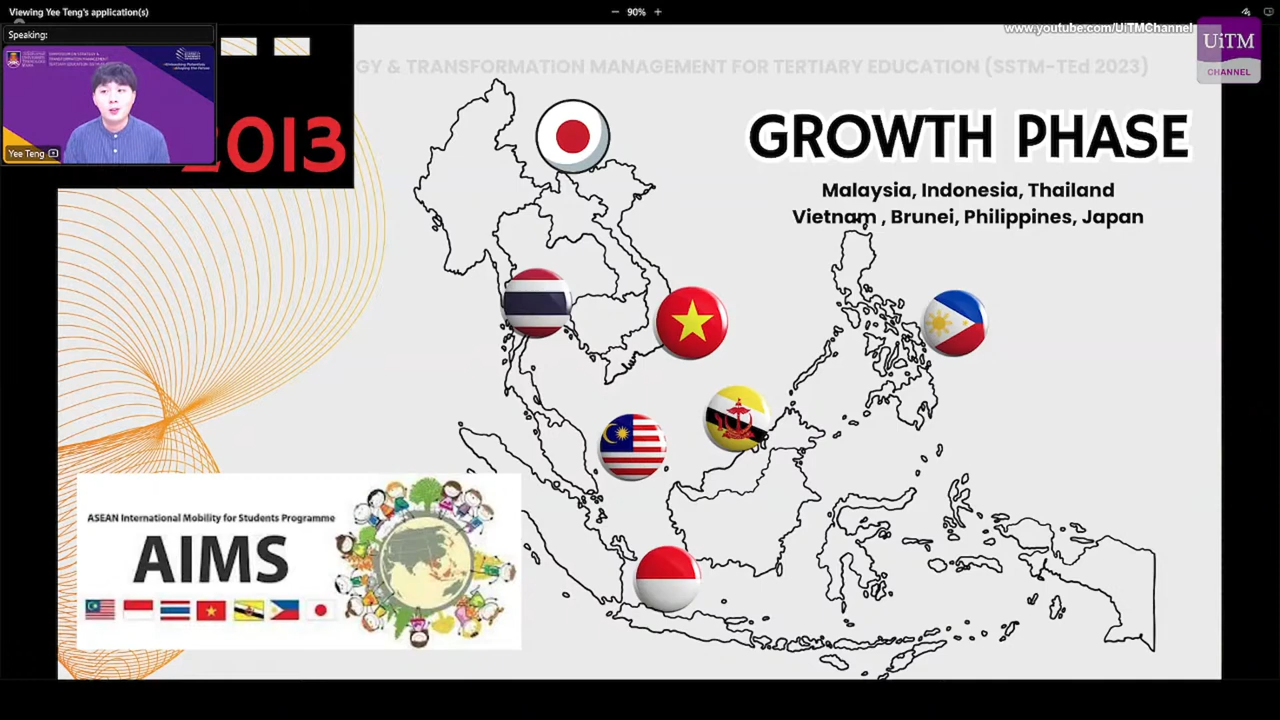 Viewing Yee Teng's application(s)
90%
Speaking:
www.youtube.com/UiTMChannel
UiTM
CHANNEL
GY & TRANSFORMATION MANAGEMENT FOR TERTIARY EDUCATION (SSTM-TEd 2023)
Yee Teng
2013
GROWTH PHASE
Malaysia, Indonesia, Thailand
Vietnam , Brunei, Philippines, Japan
ASEAN International Mobility for Students Programme
AIMS